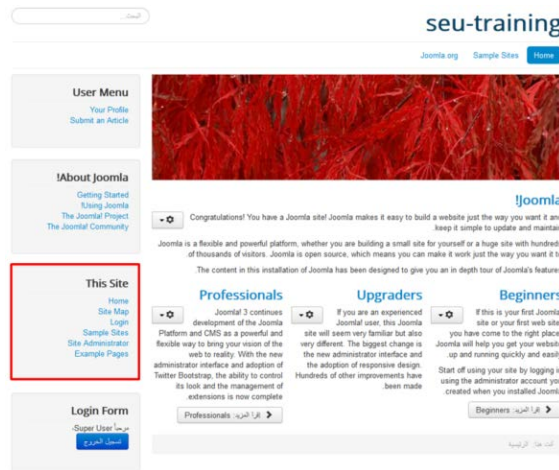 البحث...
seu-training
Home
Sample Sites
Joomla.org
User Menu
Your Profile
Submit an Article
!About Joomla
Getting Started
!Using Joomla
The Joomla! Project
The Joomla! Community
This Site
Home
Site Map
Login
Sample Sites
Site Administrator
Example Pages
Login Form
مرحباً Super User،
تسجيل الخروج
!Joomla
Congratulations! You have a Joomla site! Joomla makes it easy to build a website just the way you want it and
.keep it simple to update and maintain
Joomla is a flexible and powerful platform, whether you are building a small site for yourself or a huge site with hundreds
.of thousands of visitors. Joomla is open source, which means you can make it work just the way you want it to
.The content in this installation of Joomla has been designed to give you an in depth tour of Joomla's features
Beginners
If this is your first Joomla
site or your first web site,
you have come to the right place.
Joomla will help you get your website
.up and running quickly and easily
Start off using your site by logging in
using the administrator account you
.created when you installed Joomla
اقرأ المزيد: Beginners
Upgraders
If you are an experienced
Joomla! user, this Joomla
site will seem very familiar but also
very different. The biggest change is
the new administrator interface and
the adoption of responsive design.
Hundreds of other improvements have
.been made
Professionals
Joomla! 3 continues
development of the Joomla
Platform and CMS as a powerful and
flexible way to bring your vision of the
web to reality. With the new
administrator interface and adoption of
Twitter Bootstrap, the ability to control
its look and the management of
.extensions is now complete
اقرأ المزيد: Professionals
أنت هنا: الرئيسية